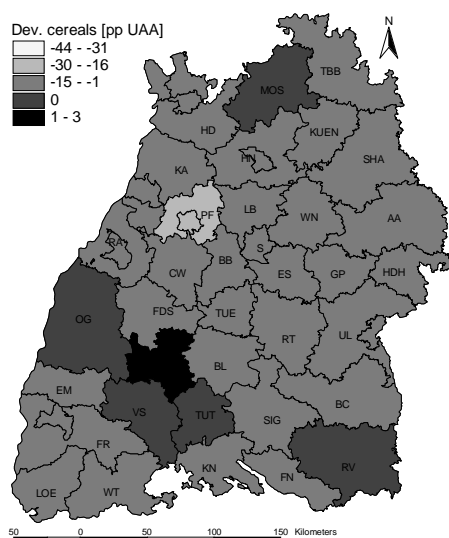 Dev. cereals [pp UAA]
-44 - -31
-30 - -16
-15 - -1
0
1 - 3
N
TBB
MOS
HD
KUEN
HN
SHA
KA
PF
LB
WN
AA
RA
S
BB
CW
ES
GP
HDH
OG
FDS
TUE
RT
UL
BL
EM
VS
TUT
SIG
BC
FR
KN
FN
RV
LOE
WT
50 0 50 100 150 Kilometers